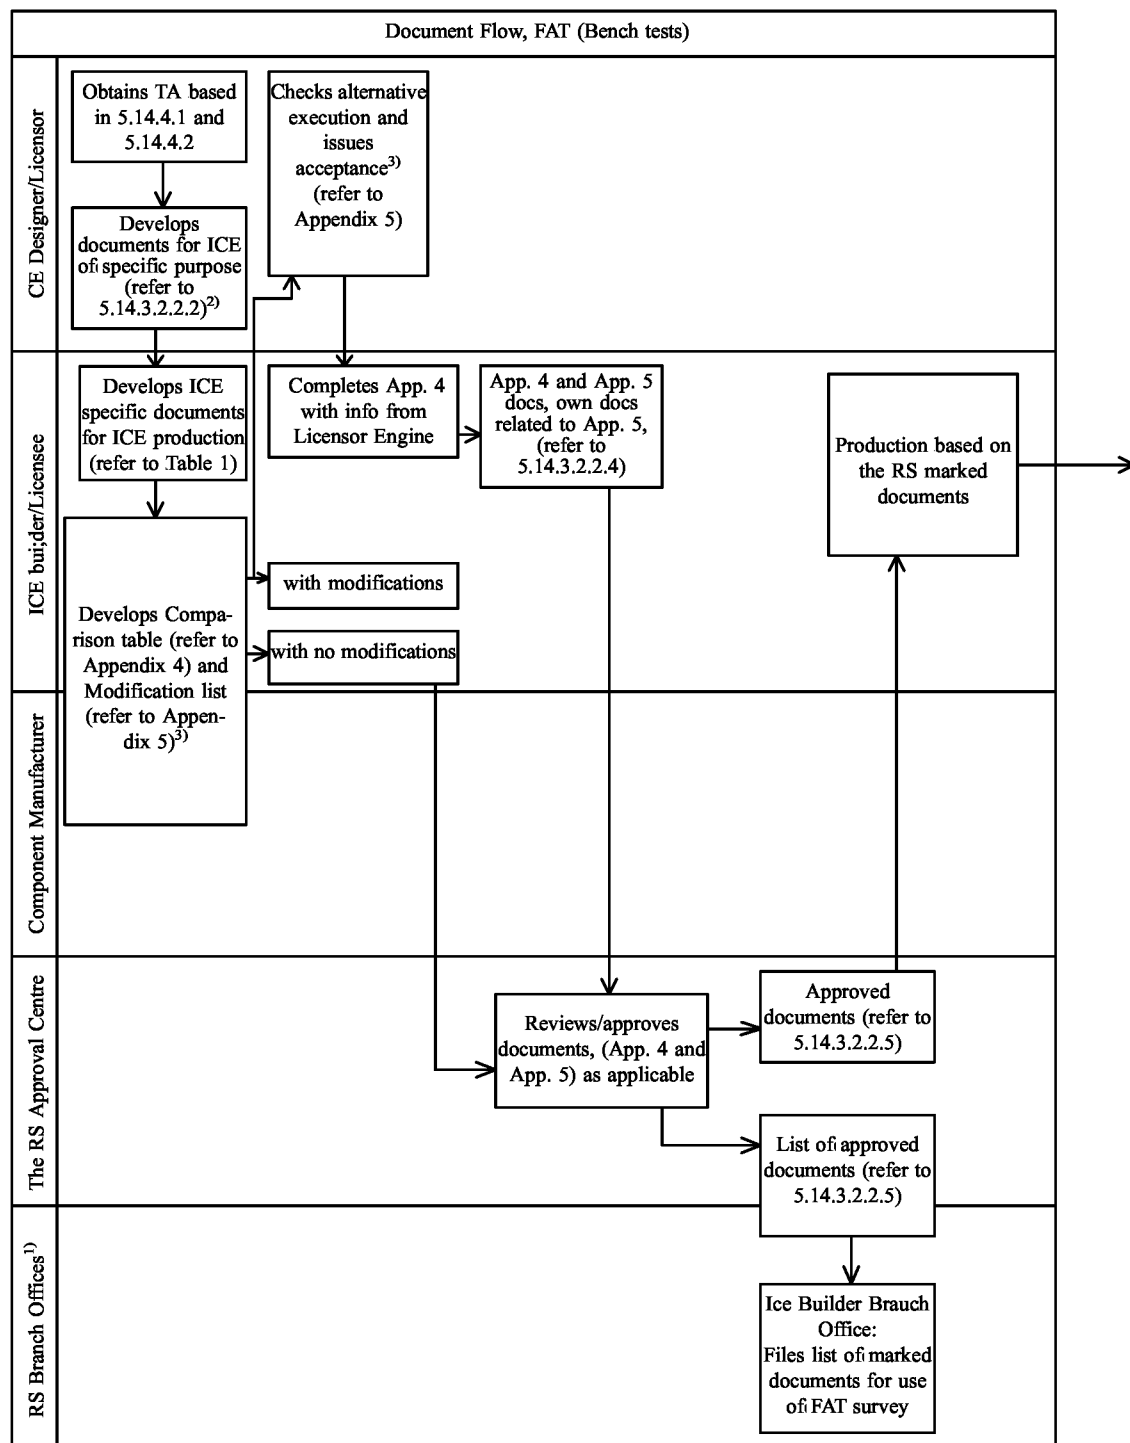 Document Flow, FAT (Bench tests)
CE Designer/Licensor
Obtains TA based
in 5.14.4.1 and
5.14.4.2
Develops
documents for ICE
of specific purpose
(refer to
5.14.3.2.2.2)2)
Checks alternative
execution and
issues
acceptance3)
(refer to
Appendix 5)
ICE bui;der/Licensee
Develops ICE
specific documents
for ICE production
(refer to Table 1)
Completes App. 4
with info from
Licensor Engine
App. 4 and App. 5
docs, own docs
related to App. 5,
(refer to
5.14.3.2.2.4)
Production based on
the RS marked
documents
Develops Compa-
rison table (refer to
Appendix 4) and
Modification list
(refer to Appen-
dix 5)3)
with modifications
with no modifications
Component Manufacturer
The RS Approval Centre
Reviews/approves
documents, (App. 4 and
App. 5) as applicable
Approved
documents (refer to
5.14.3.2.2.5)
List of approved
documents (refer to
5.14.3.2.2.5)
RS Branch Offices1)
Ice Builder Brauch
Office:
Files list of marked
documents for use
of FAT survey